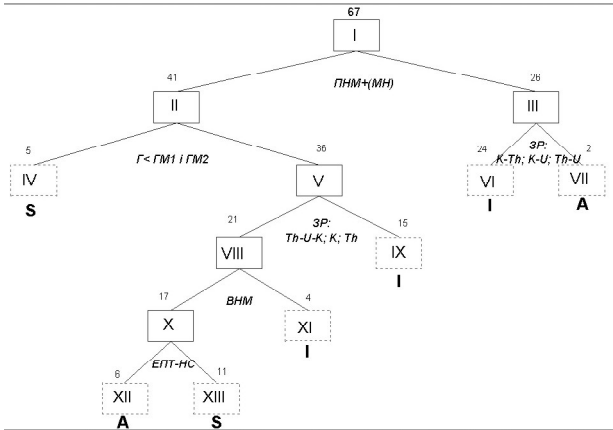 67
I
ПНМ+(МН)
41
26
II
III
5
Г< ГМ1 і ГМ2
36
24
ЗР:
K-Th; K-U; Th-U
2
IV
V
VI
VII
S
I
A
21
ЗР:
Th-U-K; K; Th
15
VIII
IX
I
17
ВНМ
4
X
XI
I
6
ЕПТ-НС
11
XII
XIII
A
S